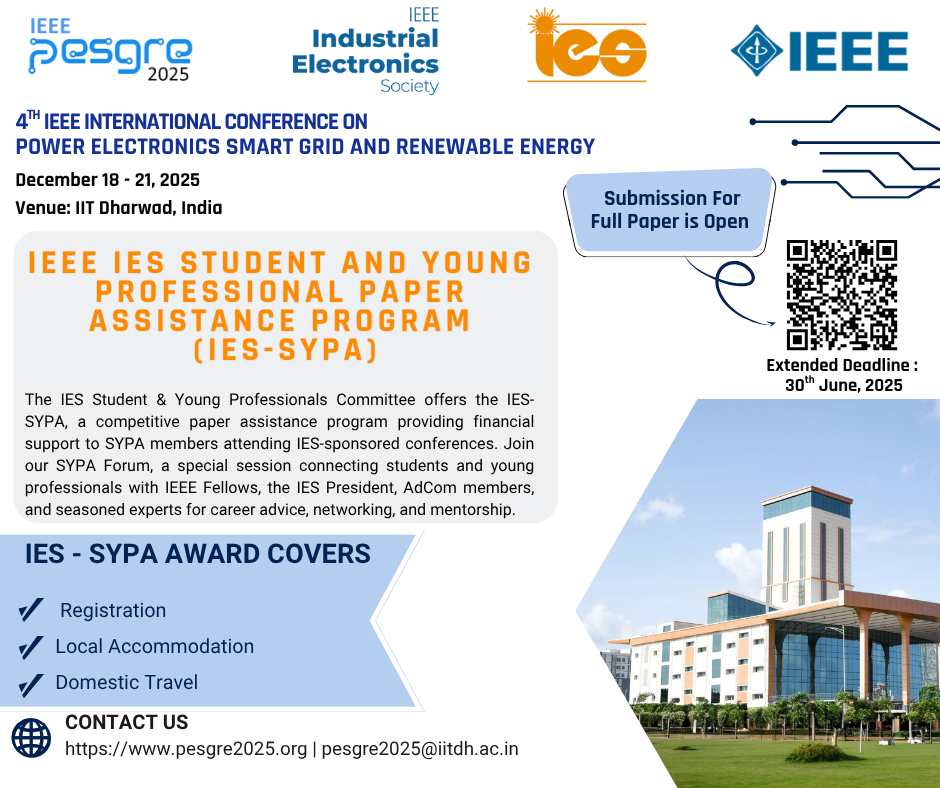 IEEE
pesgre
2025
IEEE
Industrial
Electronics
Society
ies
IEEE
4TH IEEE INTERNATIONAL CONFERENCE ON
POWER ELECTRONICS SMART GRID AND RENEWABLE ENERGY
December 18 - 21, 2025
Venue: IIT Dharwad, India
Submission For
Full Paper is Open
IEEE IES STUDENT AND YOUNG
PROFESSIONAL PAPER
ASSISTANCE PROGRAM
(IES-SYPA)
Extended Deadline :
30th June, 2025
The IES Student & Young Professionals Committee offers the IES-
SYPA, a competitive paper assistance program providing financial
support to SYPA members attending IES-sponsored conferences. Join
our SYPA Forum, a special session connecting students and young
professionals with IEEE Fellows, the IES President, AdCom members,
and seasoned experts for career advice, networking, and mentorship.
IES - SYPA AWARD COVERS
Registration
Local Accommodation
Domestic Travel
CONTACT US
https://www.pesgre2025.org | pesgre2025@iitdh.ac.in